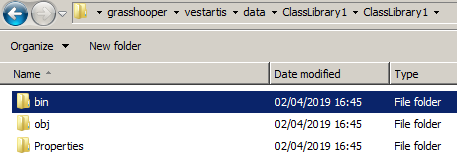 grasshooper vestartis data ClassLibrary1 ClassLibrary1
Organize New folder
Name Date modified Type
bin 02/04/2019 16:45 File folder
obj 02/04/2019 16:45 File folder
Properties 02/04/2019 16:45 File folder